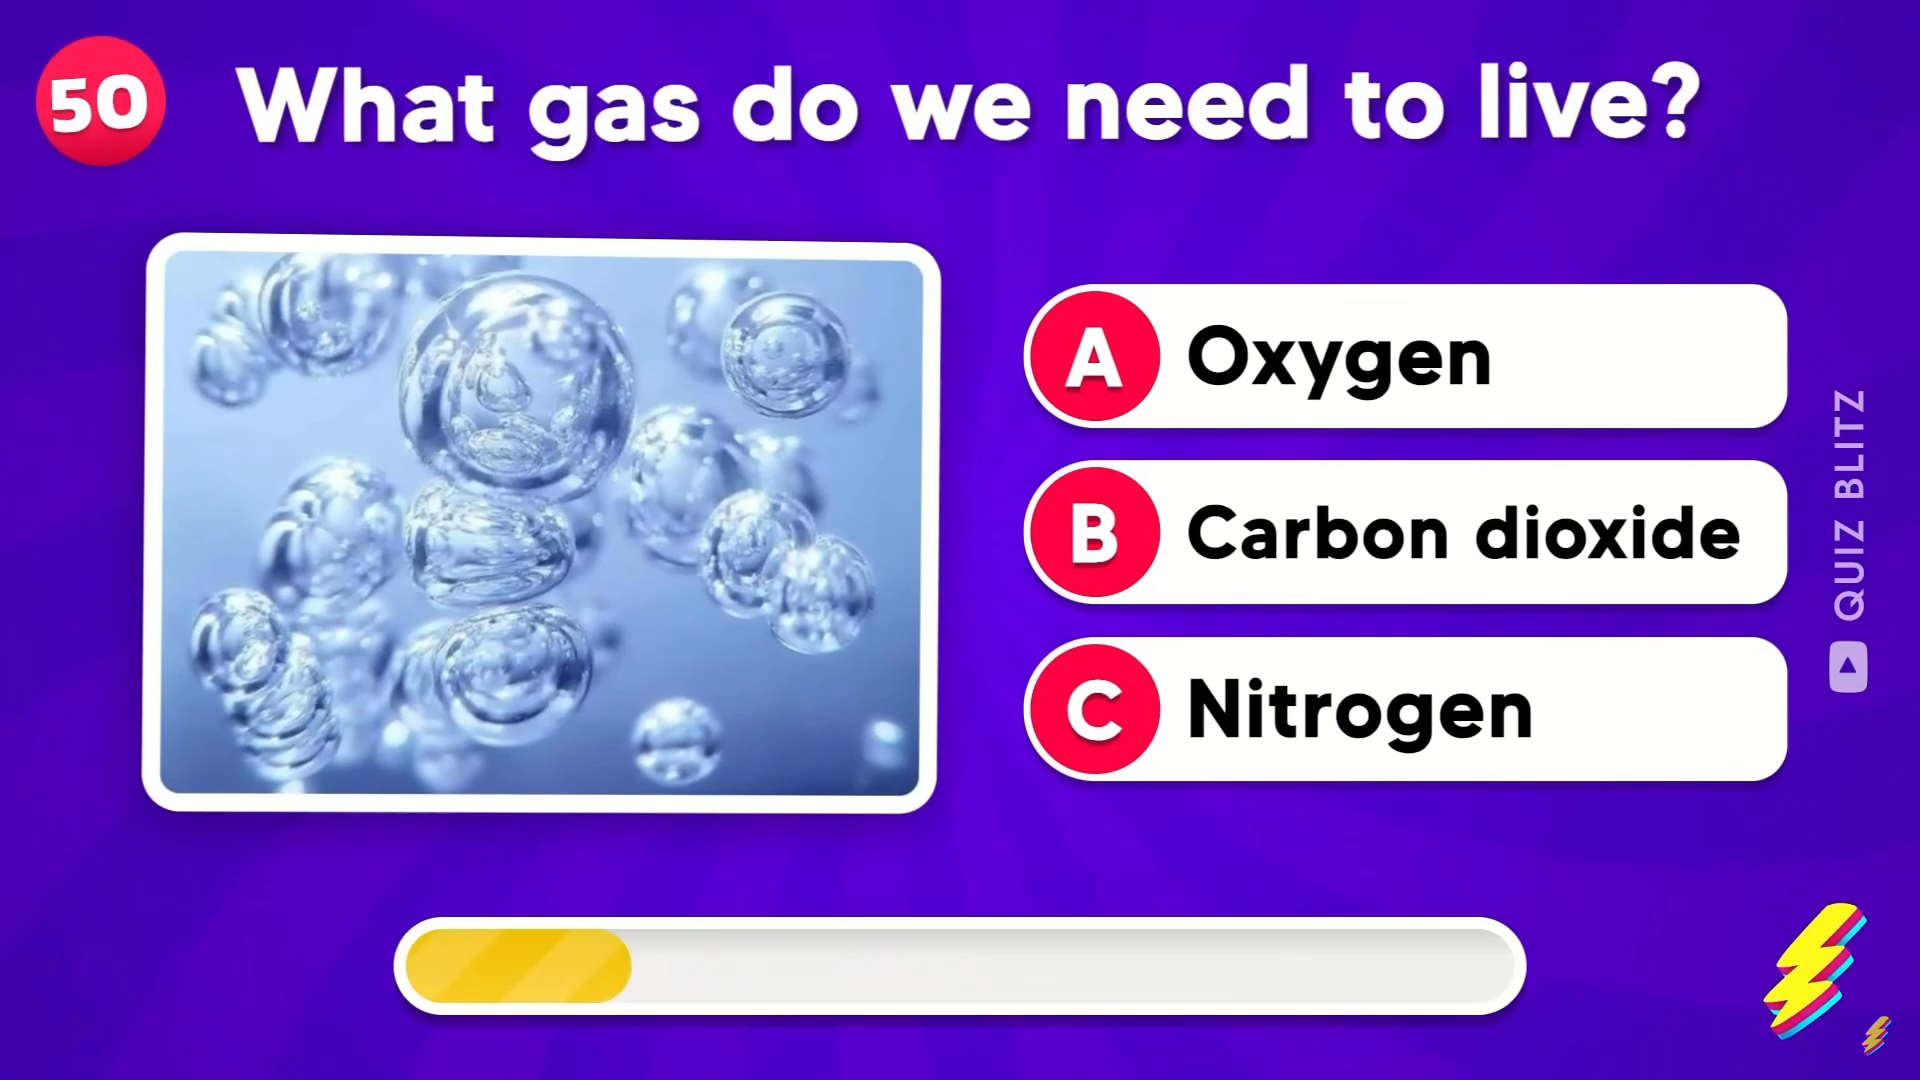 50
What gas do we need to live?
A Oxygen
B Carbon dioxide
C Nitrogen
QUIZ BLITZ